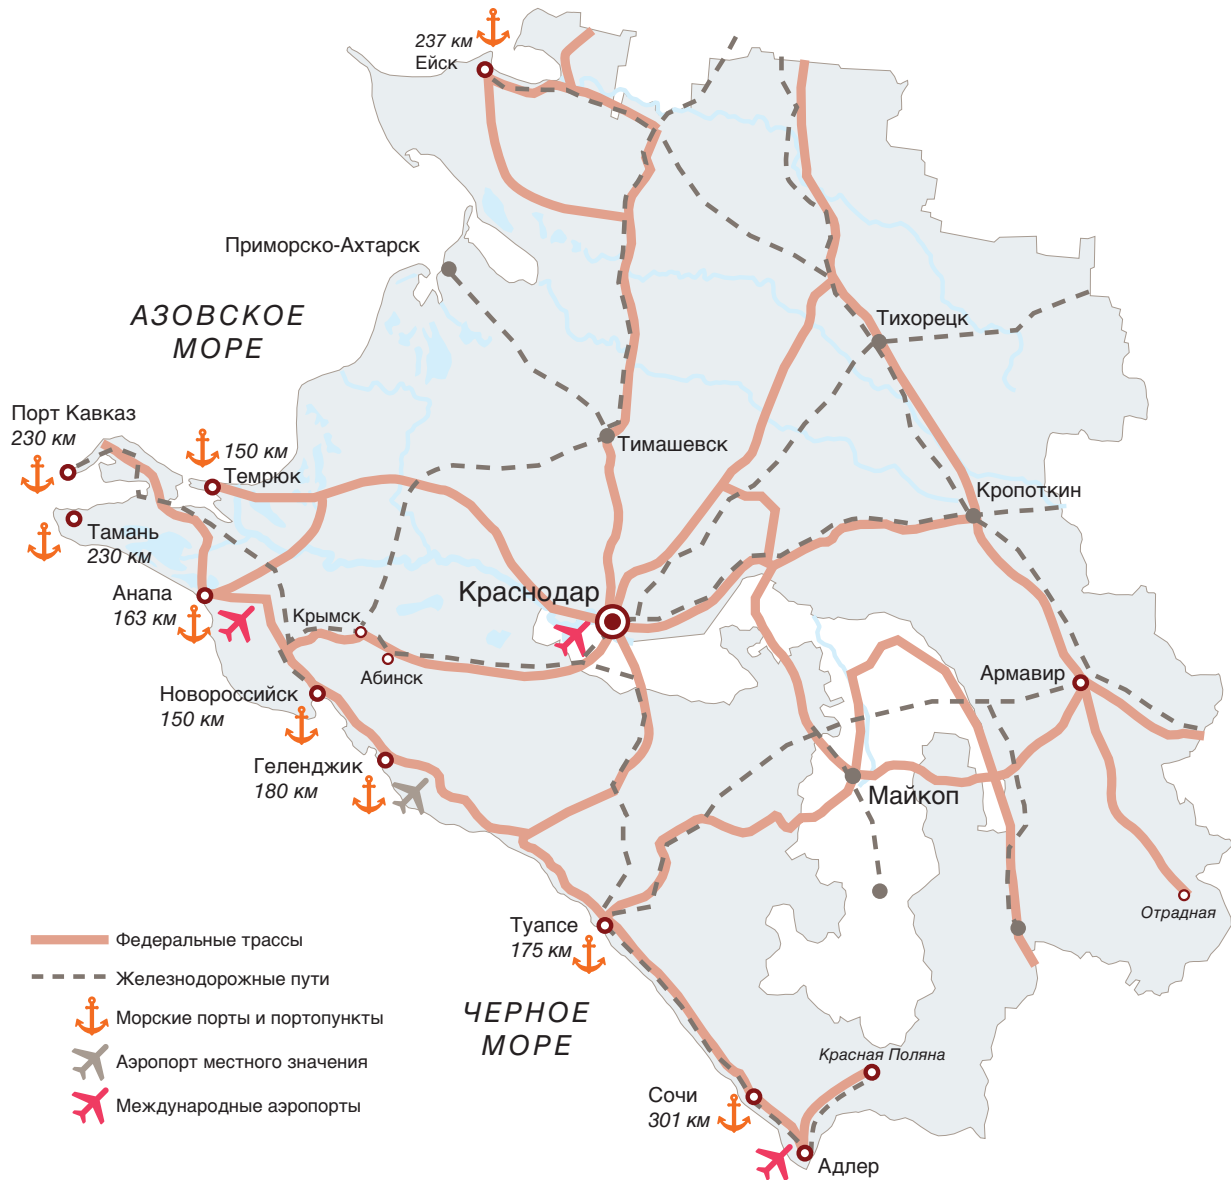 237 км
Ейск
Приморско-Ахтарск
АЗОВСКОЕ
МОРЕ
Тихорецк
Порт Кавказ
230 км
150 км
Темрюк
Тимашевск
Кропоткин
Тамань
230 км
Анапа
163 км
Краснодар
Крымск
Абинск
Армавир
Новороссийск
150 км
Геленджик
180 км
Майкоп
Отрадная
Туапсе
175 км
ЧЕРНОЕ
МОРЕ
Красная Поляна
Сочи
301 км
Адлер
Федеральные трассы
Железнодорожные пути
Морские порты и портопункты
Аэропорт местного значения
Международные аэропорты